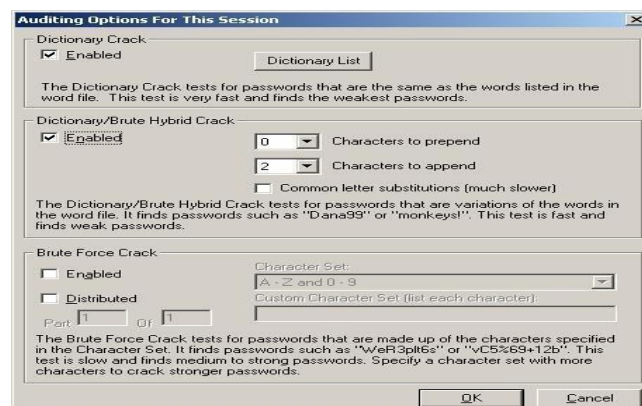 Auditing Options For This Session
Dictionary Crack
Enabled
Dictionary List
The Dictionary Crack tests for passwords that are the same as the words listed in the
word file. This test is very fast and finds the weakest passwords.
Dictionary/Brute Hybrid Crack
Enabled
0 Characters to prepend
2 Characters to append
Common letter substitutions (much slower)
The Dictionary/Brute Hybrid Crack tests for passwords that are variations of the words in
the word file. It finds passwords such as "Dana99" or "monkeys!". This test is fast and
finds weak passwords.
Brute Force Crack
Enabled
Character Set:
A - Z and 0 - 9
Distributed
Custom Character Set (list each character):
Part 1 Of 1
The Brute Force Crack tests for passwords that are made up of the characters specified
in the Character Set. It finds passwords such as "WeR3plt6s" or "vC5%69+12b". This
test is slow and finds medium to strong passwords. Specify a character set with more
characters to crack stronger passwords.
OK Cancel